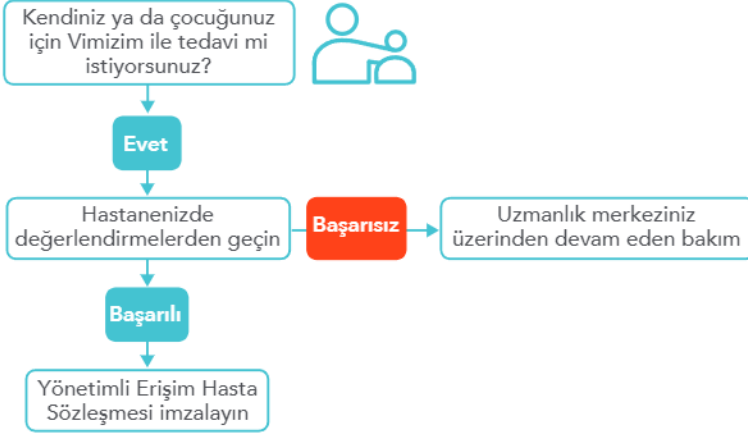 Kendiniz ya da çocuğunuz
için Vimizim ile tedavi mi
istiyorsunuz?
Evet
Hastanenizde
değerlendirmelerden geçin
Başarısız
Uzmanlık merkeziniz
üzerinden devam eden bakım
Başarılı
Yönetimli Erişim Hasta
Sözleşmesi imzalayın